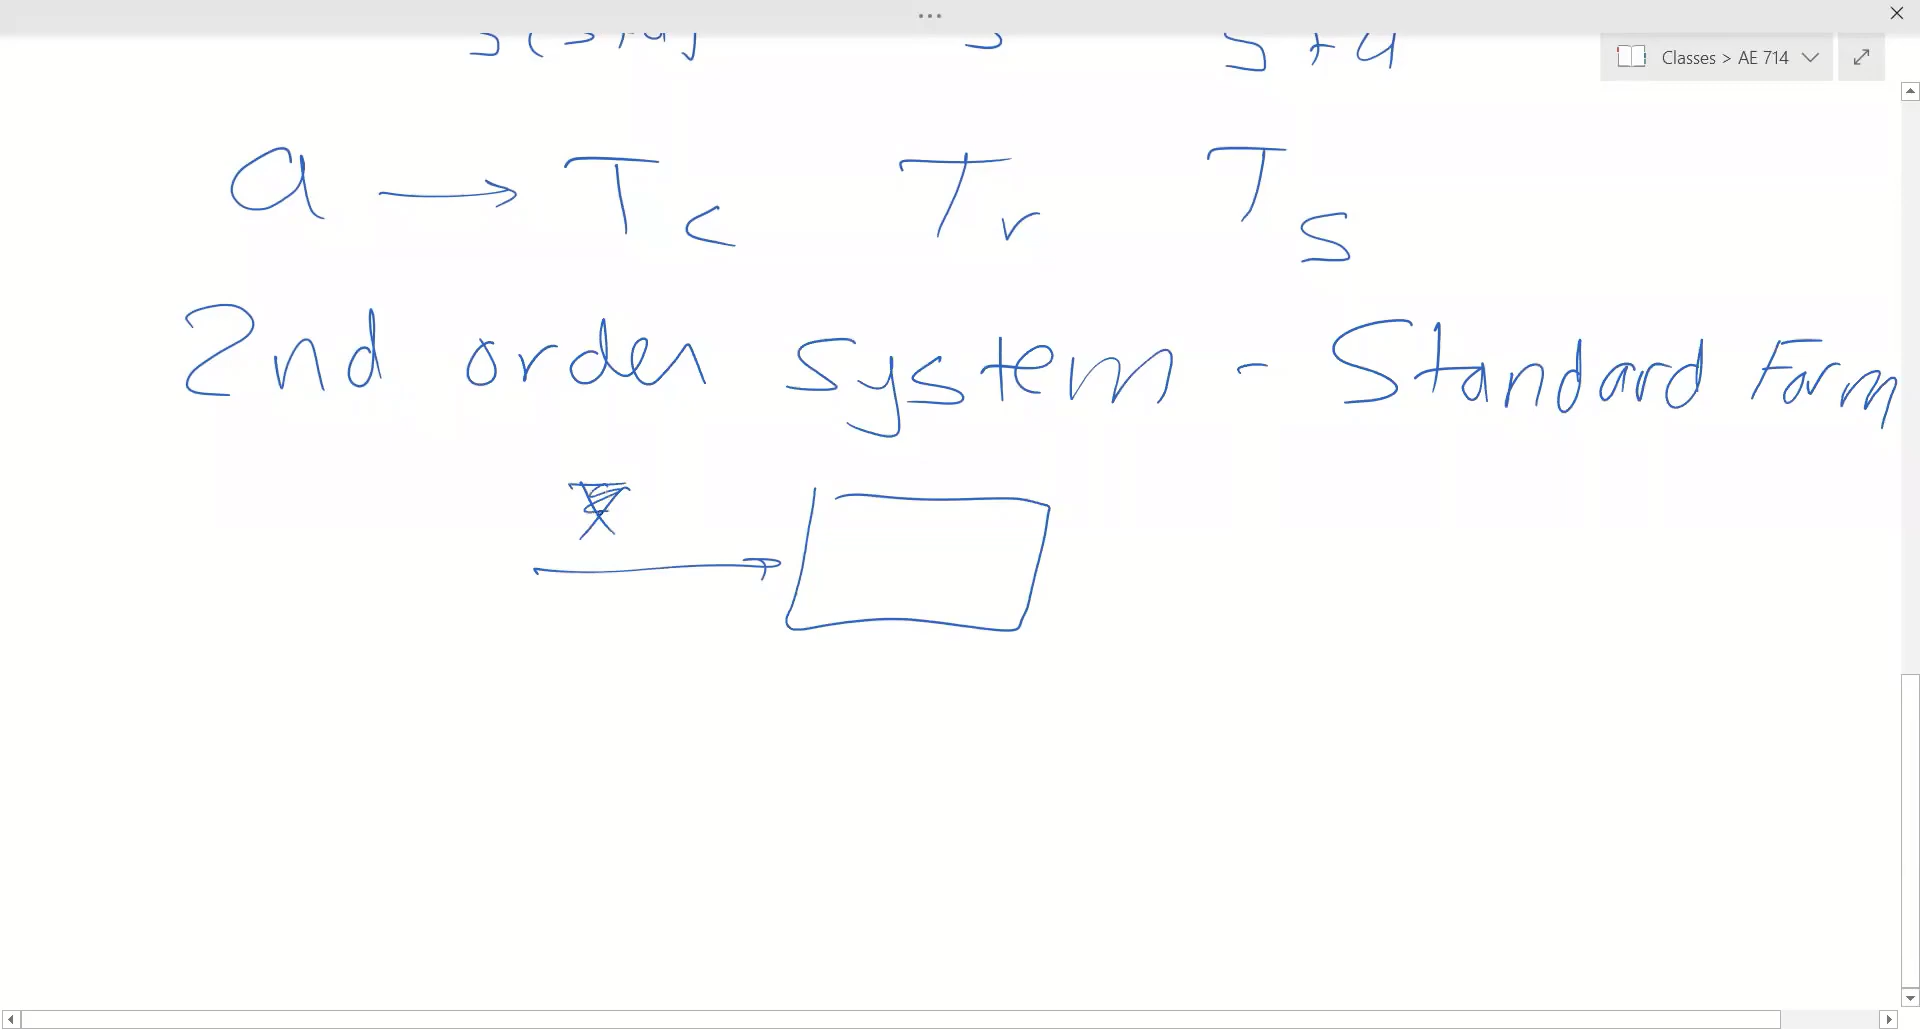 Classes > AE 714
a → Tc Tr Ts
2nd order system - Standard Form